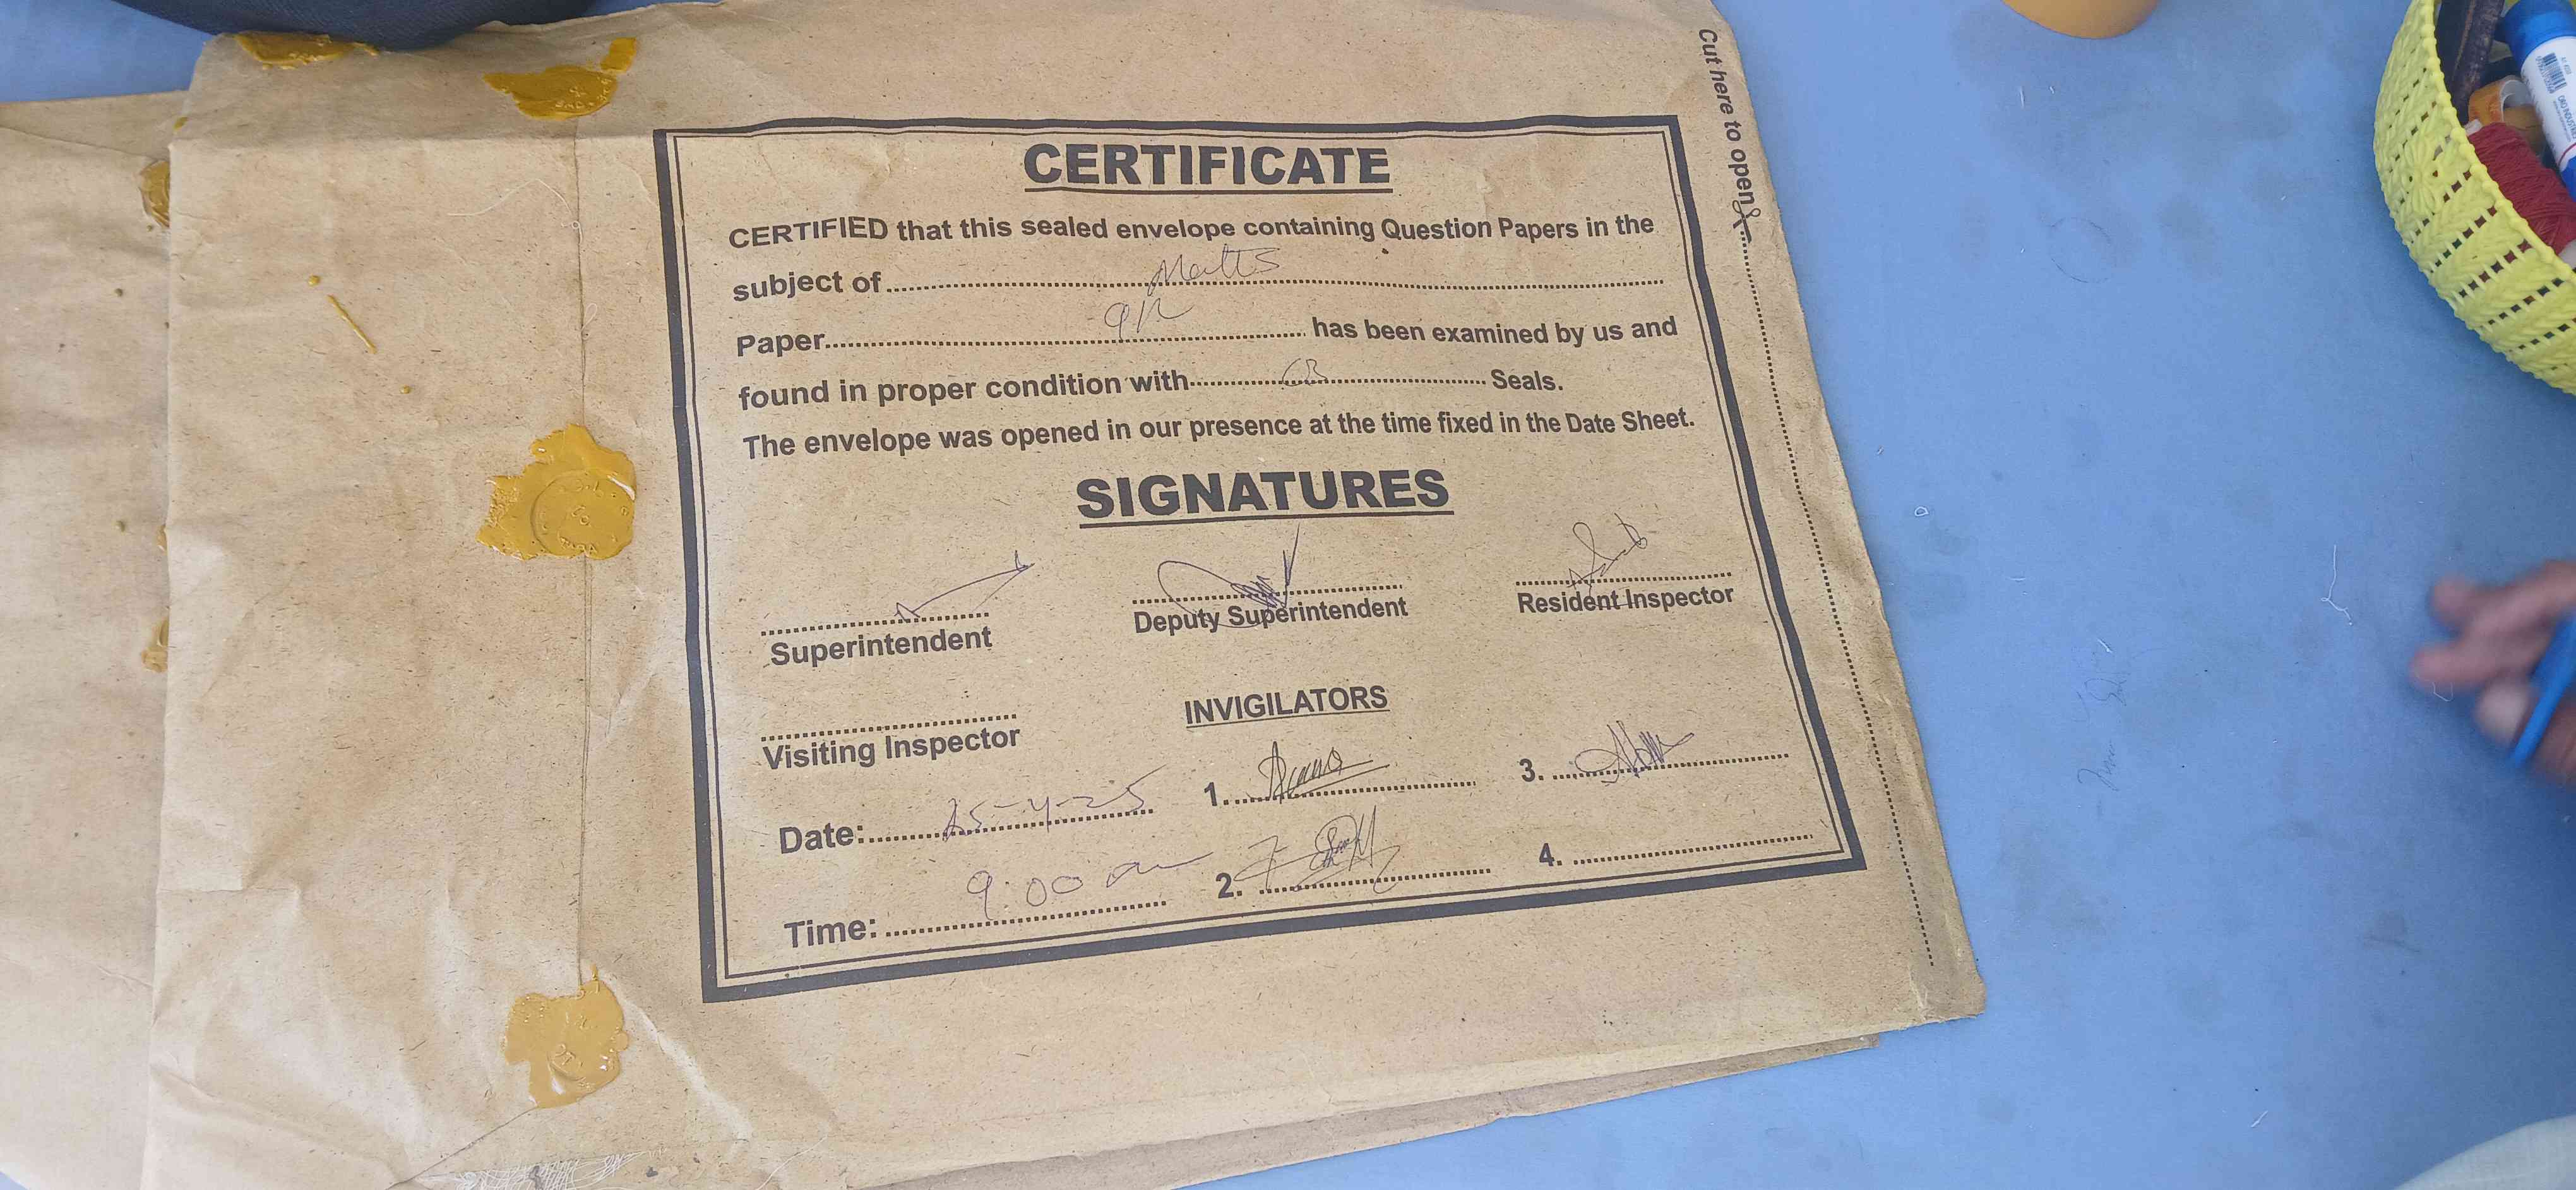 Cut here to open
CERTIFICATE
CERTIFIED that this sealed envelope containing Question Papers in the
subject of Maths
Paper 9th has been examined by us and
found in proper condition with 03 Seals.
The envelope was opened in our presence at the time fixed in the Date Sheet.
SIGNATURES
Superintendent
Deputy Superintendent
Resident Inspector
Visiting Inspector
INVIGILATORS
1.
3.
Date: 25-4-25
2.
4.
Time: 9:00 am